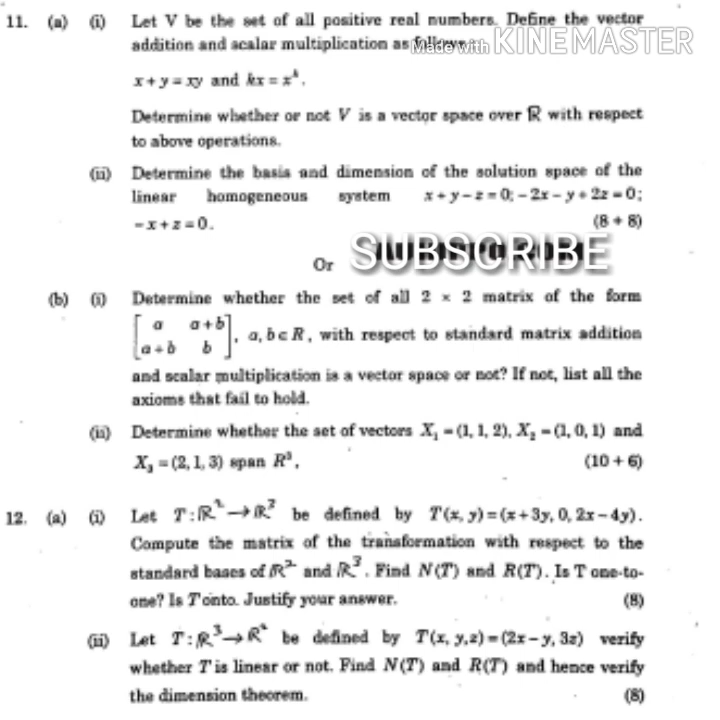 11. (a) (i) Let V be the set of all positive real numbers. Define the vector
addition and scalar multiplication as follows
Made with KINEMASTER
x + y = xy and kx = x^k.
Determine whether or not V is a vector space over ℝ with respect
to above operations.
(ii) Determine the basis and dimension of the solution space of the
linear homogeneous system x + y – z = 0; – 2x – y + 2z = 0;
– x + z = 0. (8 + 8)
Or SUBSCRIBE
(b) (i) Determine whether the set of all 2 × 2 matrix of the form
[a a+b
a+b b], a, b ∈ R, with respect to standard matrix addition
and scalar multiplication is a vector space or not? If not, list all the
axioms that fail to hold.
(ii) Determine whether the set of vectors X₁ = (1, 1, 2), X₂ = (1, 0, 1) and
X₃ = (2, 1, 3) span R³. (10 + 6)
12. (a) (i) Let T : ℝ² → ℝ² be defined by T(x, y) = (x + 3y, 0, 2x – 4y).
Compute the matrix of the transformation with respect to the
standard bases of ℝ² and ℝ³. Find N(T) and R(T). Is T one-to-
one? Is T onto. Justify your answer. (8)
(ii) Let T : ℝ³ → ℝ² be defined by T(x, y, z) = (2x – y, 3z) verify
whether T is linear or not. Find N(T) and R(T) and hence verify
the dimension theorem. (8)